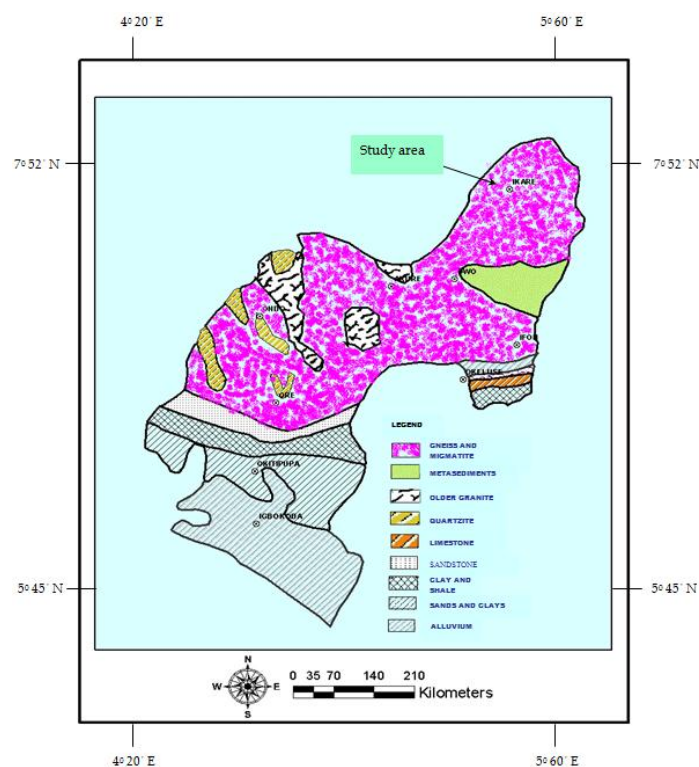 4° 20' E
5° 60' E
Study area
7° 52' N
7° 52' N
IKARE
OWO
ONDO
IFON
OKELUSE
ORE
LEGEND
GNEISS AND
MIGMATITE
OKITIPUPA
METASEDIMENTS
OLDER GRANITE
IGBOKODA
QUARTZITE
LIMESTONE
SANDSTONE
CLAY AND
SHALE
5° 45' N
5° 45' N
SANDS AND CLAYS
ALLUVIUM
N
W
E
S
0 35 70 140 210
Kilometers
4° 20' E
5° 60' E